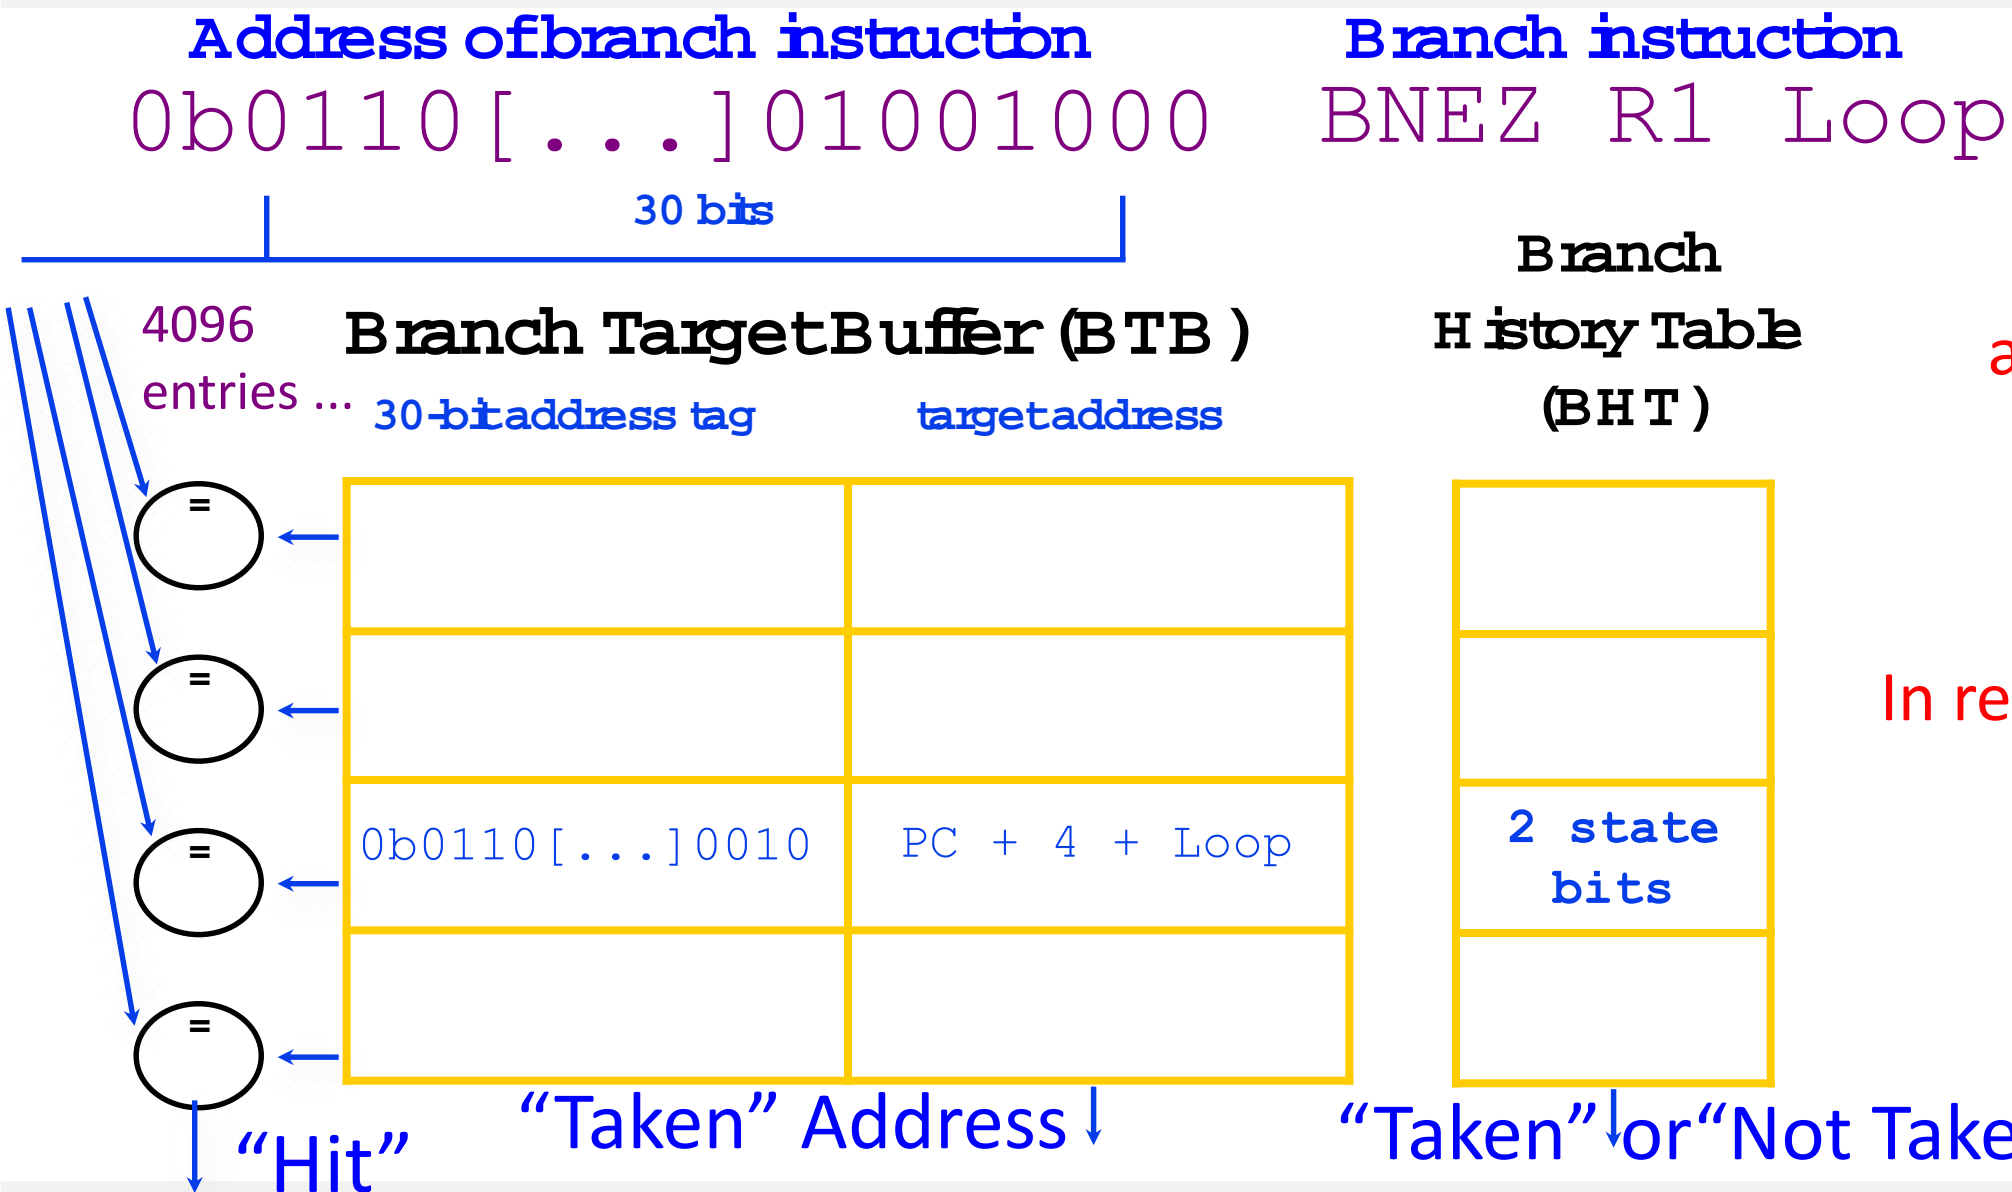 Address of branch instruction
Branch instruction
0b0110[...]01001000
BNEZ R1 Loop
30 bits
Branch
History Table
(BHT)
4096
entries ...
Branch Target Buffer (BTB)
30-bit address tag
target address
a
=
=
In re
=
0b0110[...]0010
PC + 4 + Loop
2 state
bits
=
“Taken” Address
“Taken” or “Not Take
“Hit”